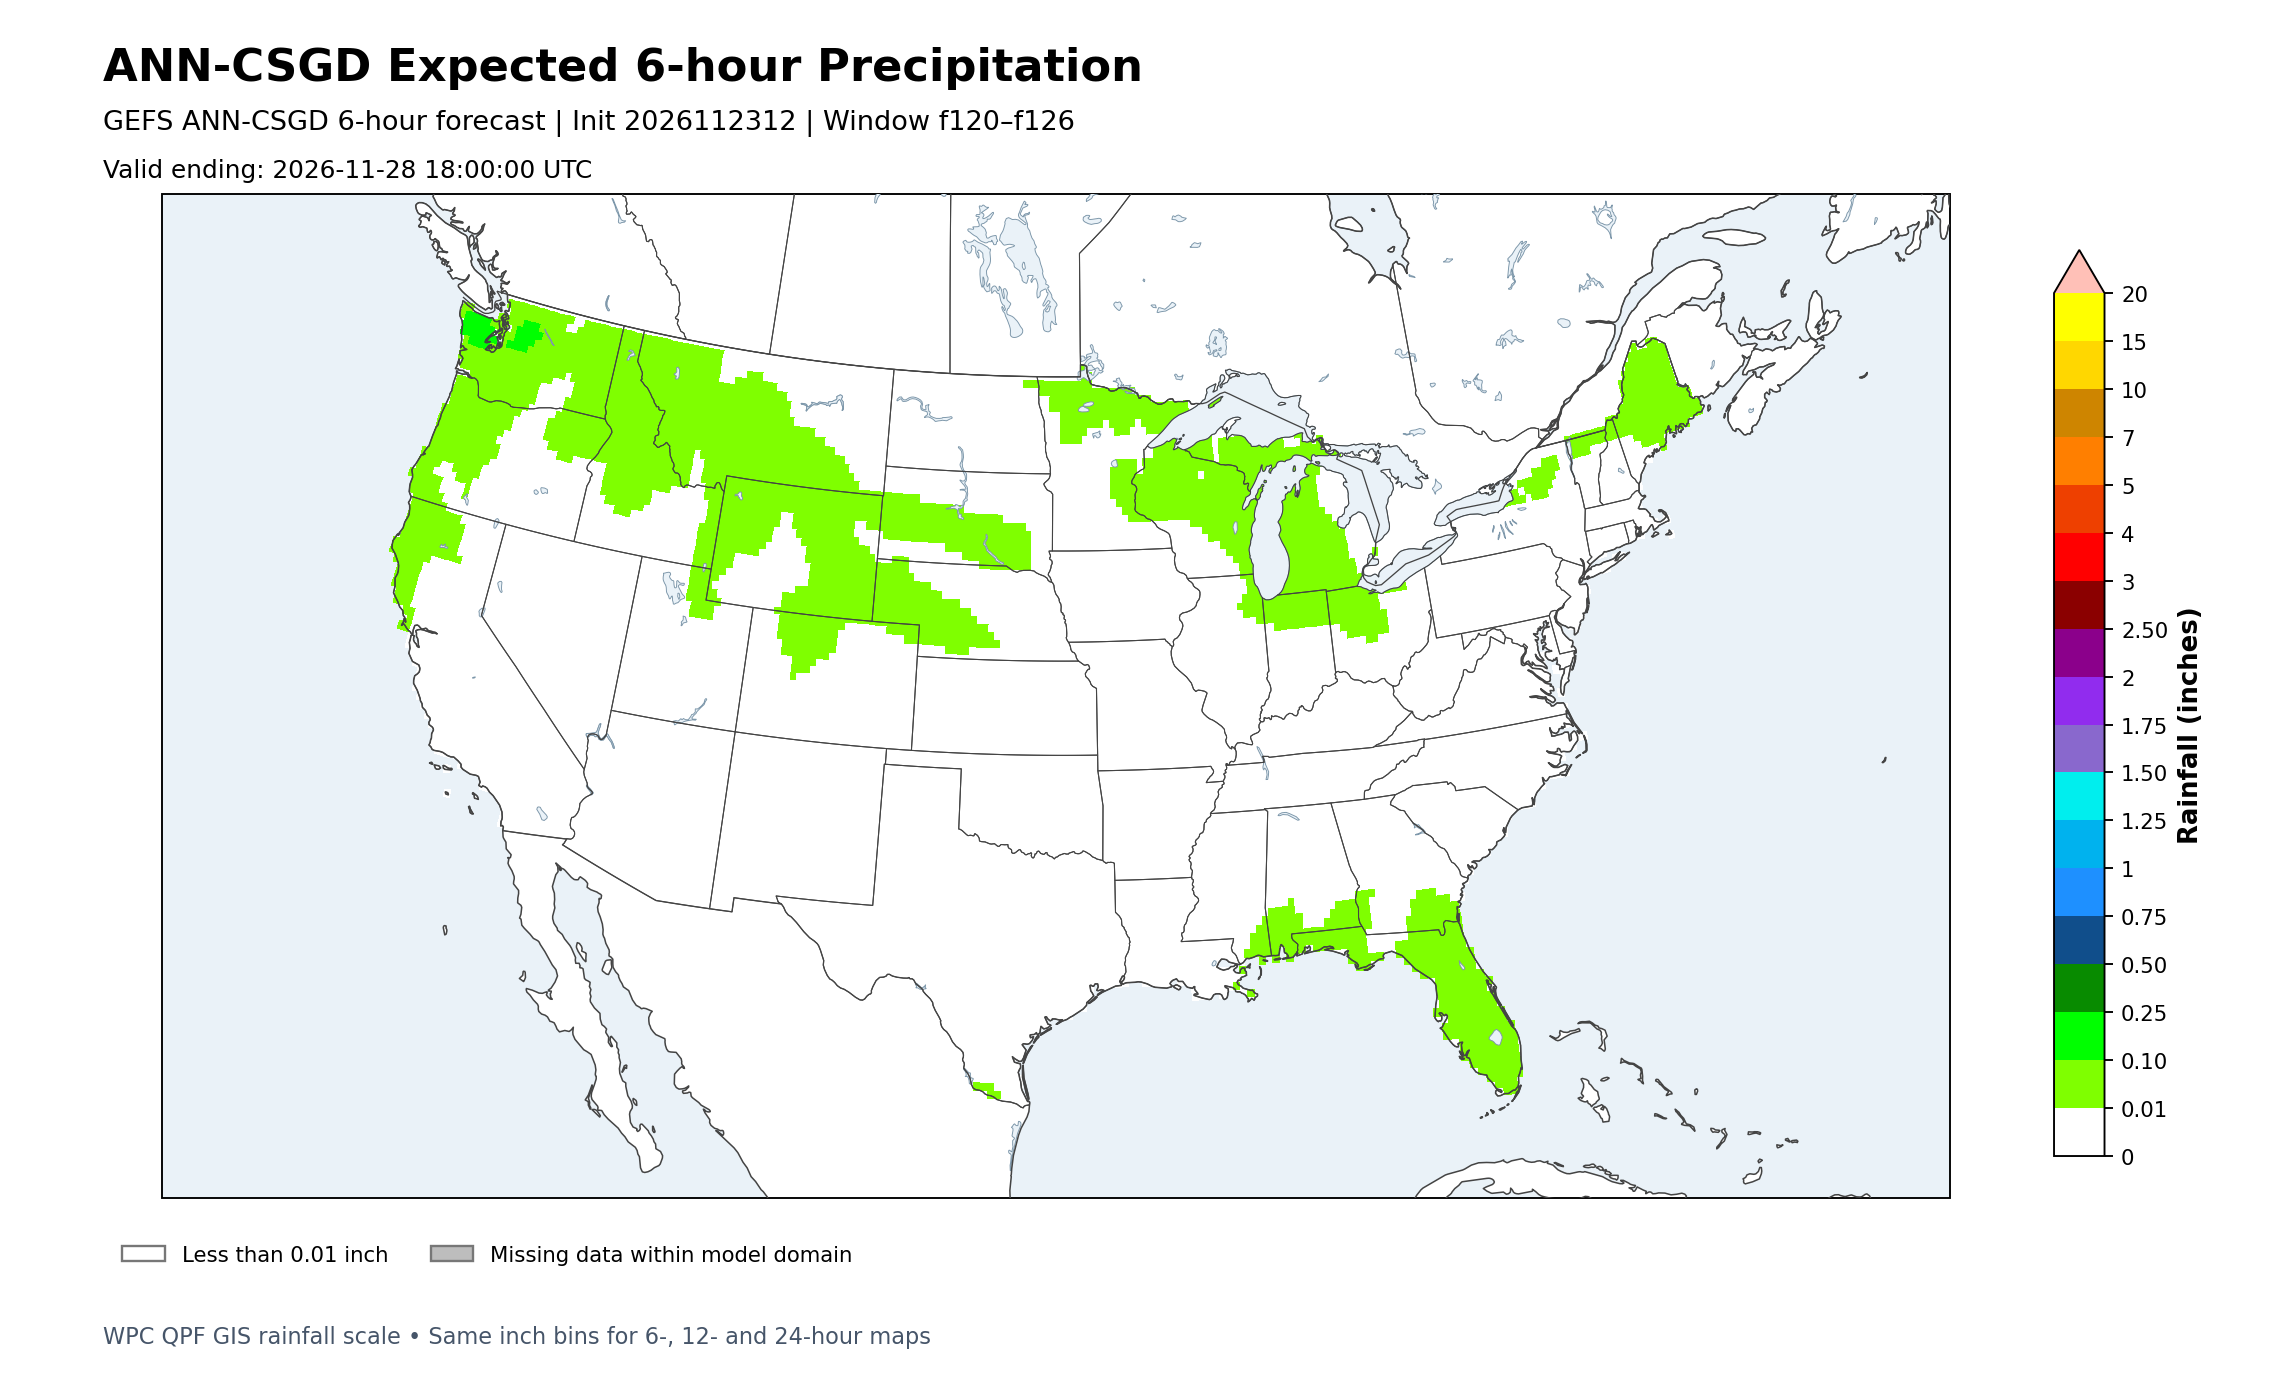 ANN-CSGD Expected 6-hour Precipitation
GEFS ANN-CSGD 6-hour forecast | Init 2026112312 | Window f120–f126
Valid ending: 2026-11-28 18:00:00 UTC
20
15
10
7
5
4
3
2.50
2
1.75
1.50
1.25
1
0.75
0.50
0.25
0.10
0.01
0
Rainfall (inches)
Less than 0.01 inch
Missing data within model domain
WPC QPF GIS rainfall scale • Same inch bins for 6-, 12- and 24-hour maps